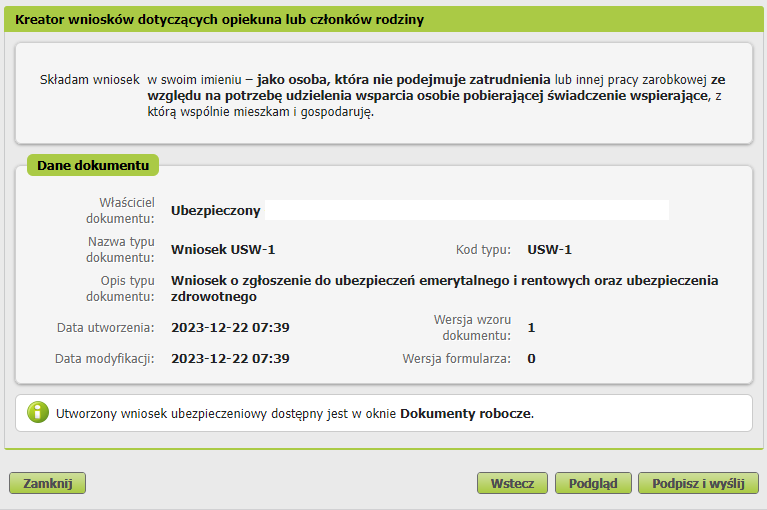 Kreator wniosków dotyczących opiekuna lub członków rodziny
Składam wniosek w swoim imieniu – jako osoba, która nie podejmuje zatrudnienia lub innej pracy zarobkowej ze
względu na potrzebę udzielenia wsparcia osobie pobierającej świadczenie wspierające, z
którą wspólnie mieszkam i gospodaruję.
Dane dokumentu
Właściciel
dokumentu:
Ubezpieczony
Nazwa typu
dokumentu:
Wniosek USW-1
Kod typu: USW-1
Opis typu
dokumentu:
Wniosek o zgłoszenie do ubezpieczeń emerytalnego i rentowych oraz ubezpieczenia
zdrowotnego
Data utworzenia: 2023-12-22 07:39
Wersja wzoru
dokumentu:
1
Data modyfikacji: 2023-12-22 07:39
Wersja formularza: 0
Utworzony wniosek ubezpieczeniowy dostępny jest w oknie Dokumenty robocze.
Zamknij
Wstecz
Podgląd
Podpisz i wyślij